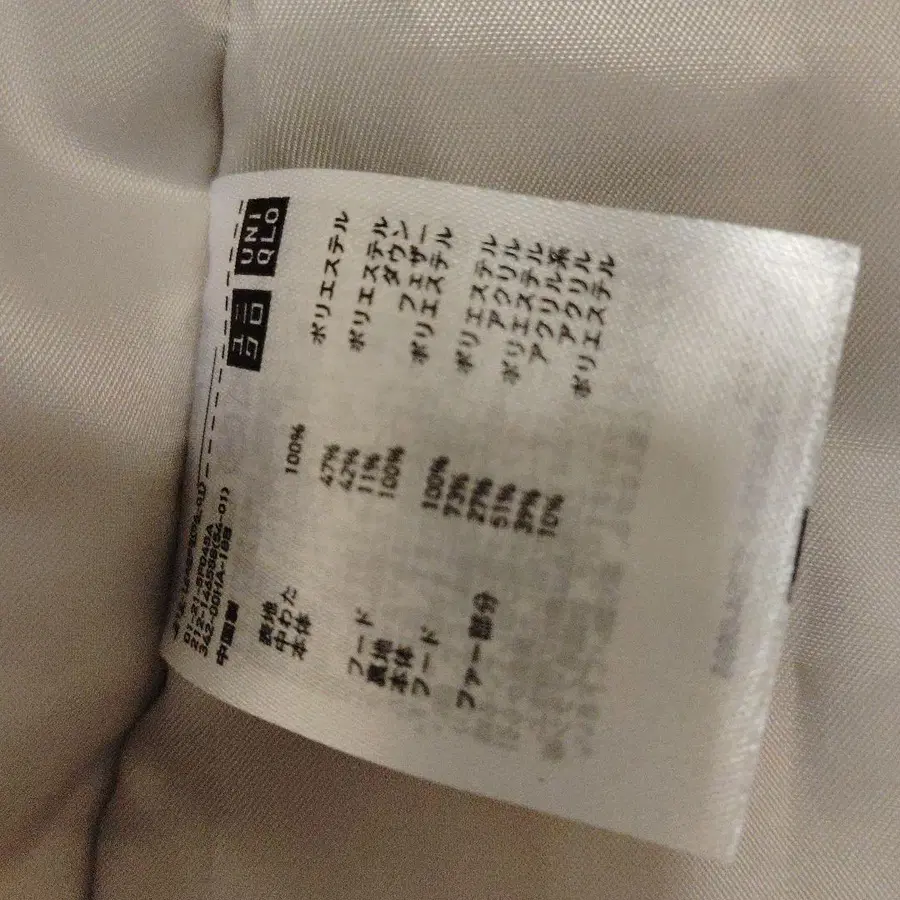 UNI
QLO
ユニ
クロ
中国製
表地 100% ポリエステル
中わた
本体 47% ポリエステル
42% ダウン
11% フェザー
フード 100% ポリエステル
裏地
本体 100% ポリエステル
フード 73% アクリル
27% ポリエステル
ファー部分 51% アクリル系
39% アクリル
10% ポリエステル